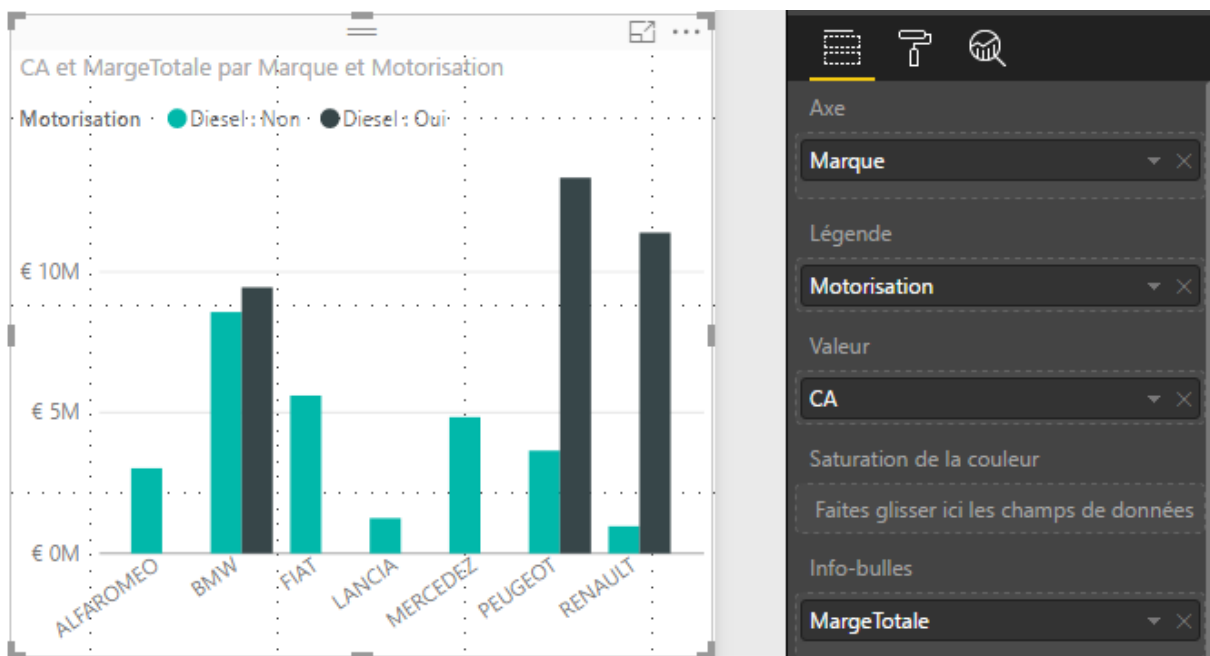 CA et MargeTotale par Marque et Motorisation
Motorisation Diesel : Non Diesel : Oui
€ 10M
€ 5M
€ 0M
ALFAROMEO
BMW
FIAT
LANCIA
MERCEDEZ
PEUGEOT
RENAULT
Axe
Marque
Légende
Motorisation
Valeur
CA
Saturation de la couleur
Faites glisser ici les champs de données
Info-bulles
MargeTotale